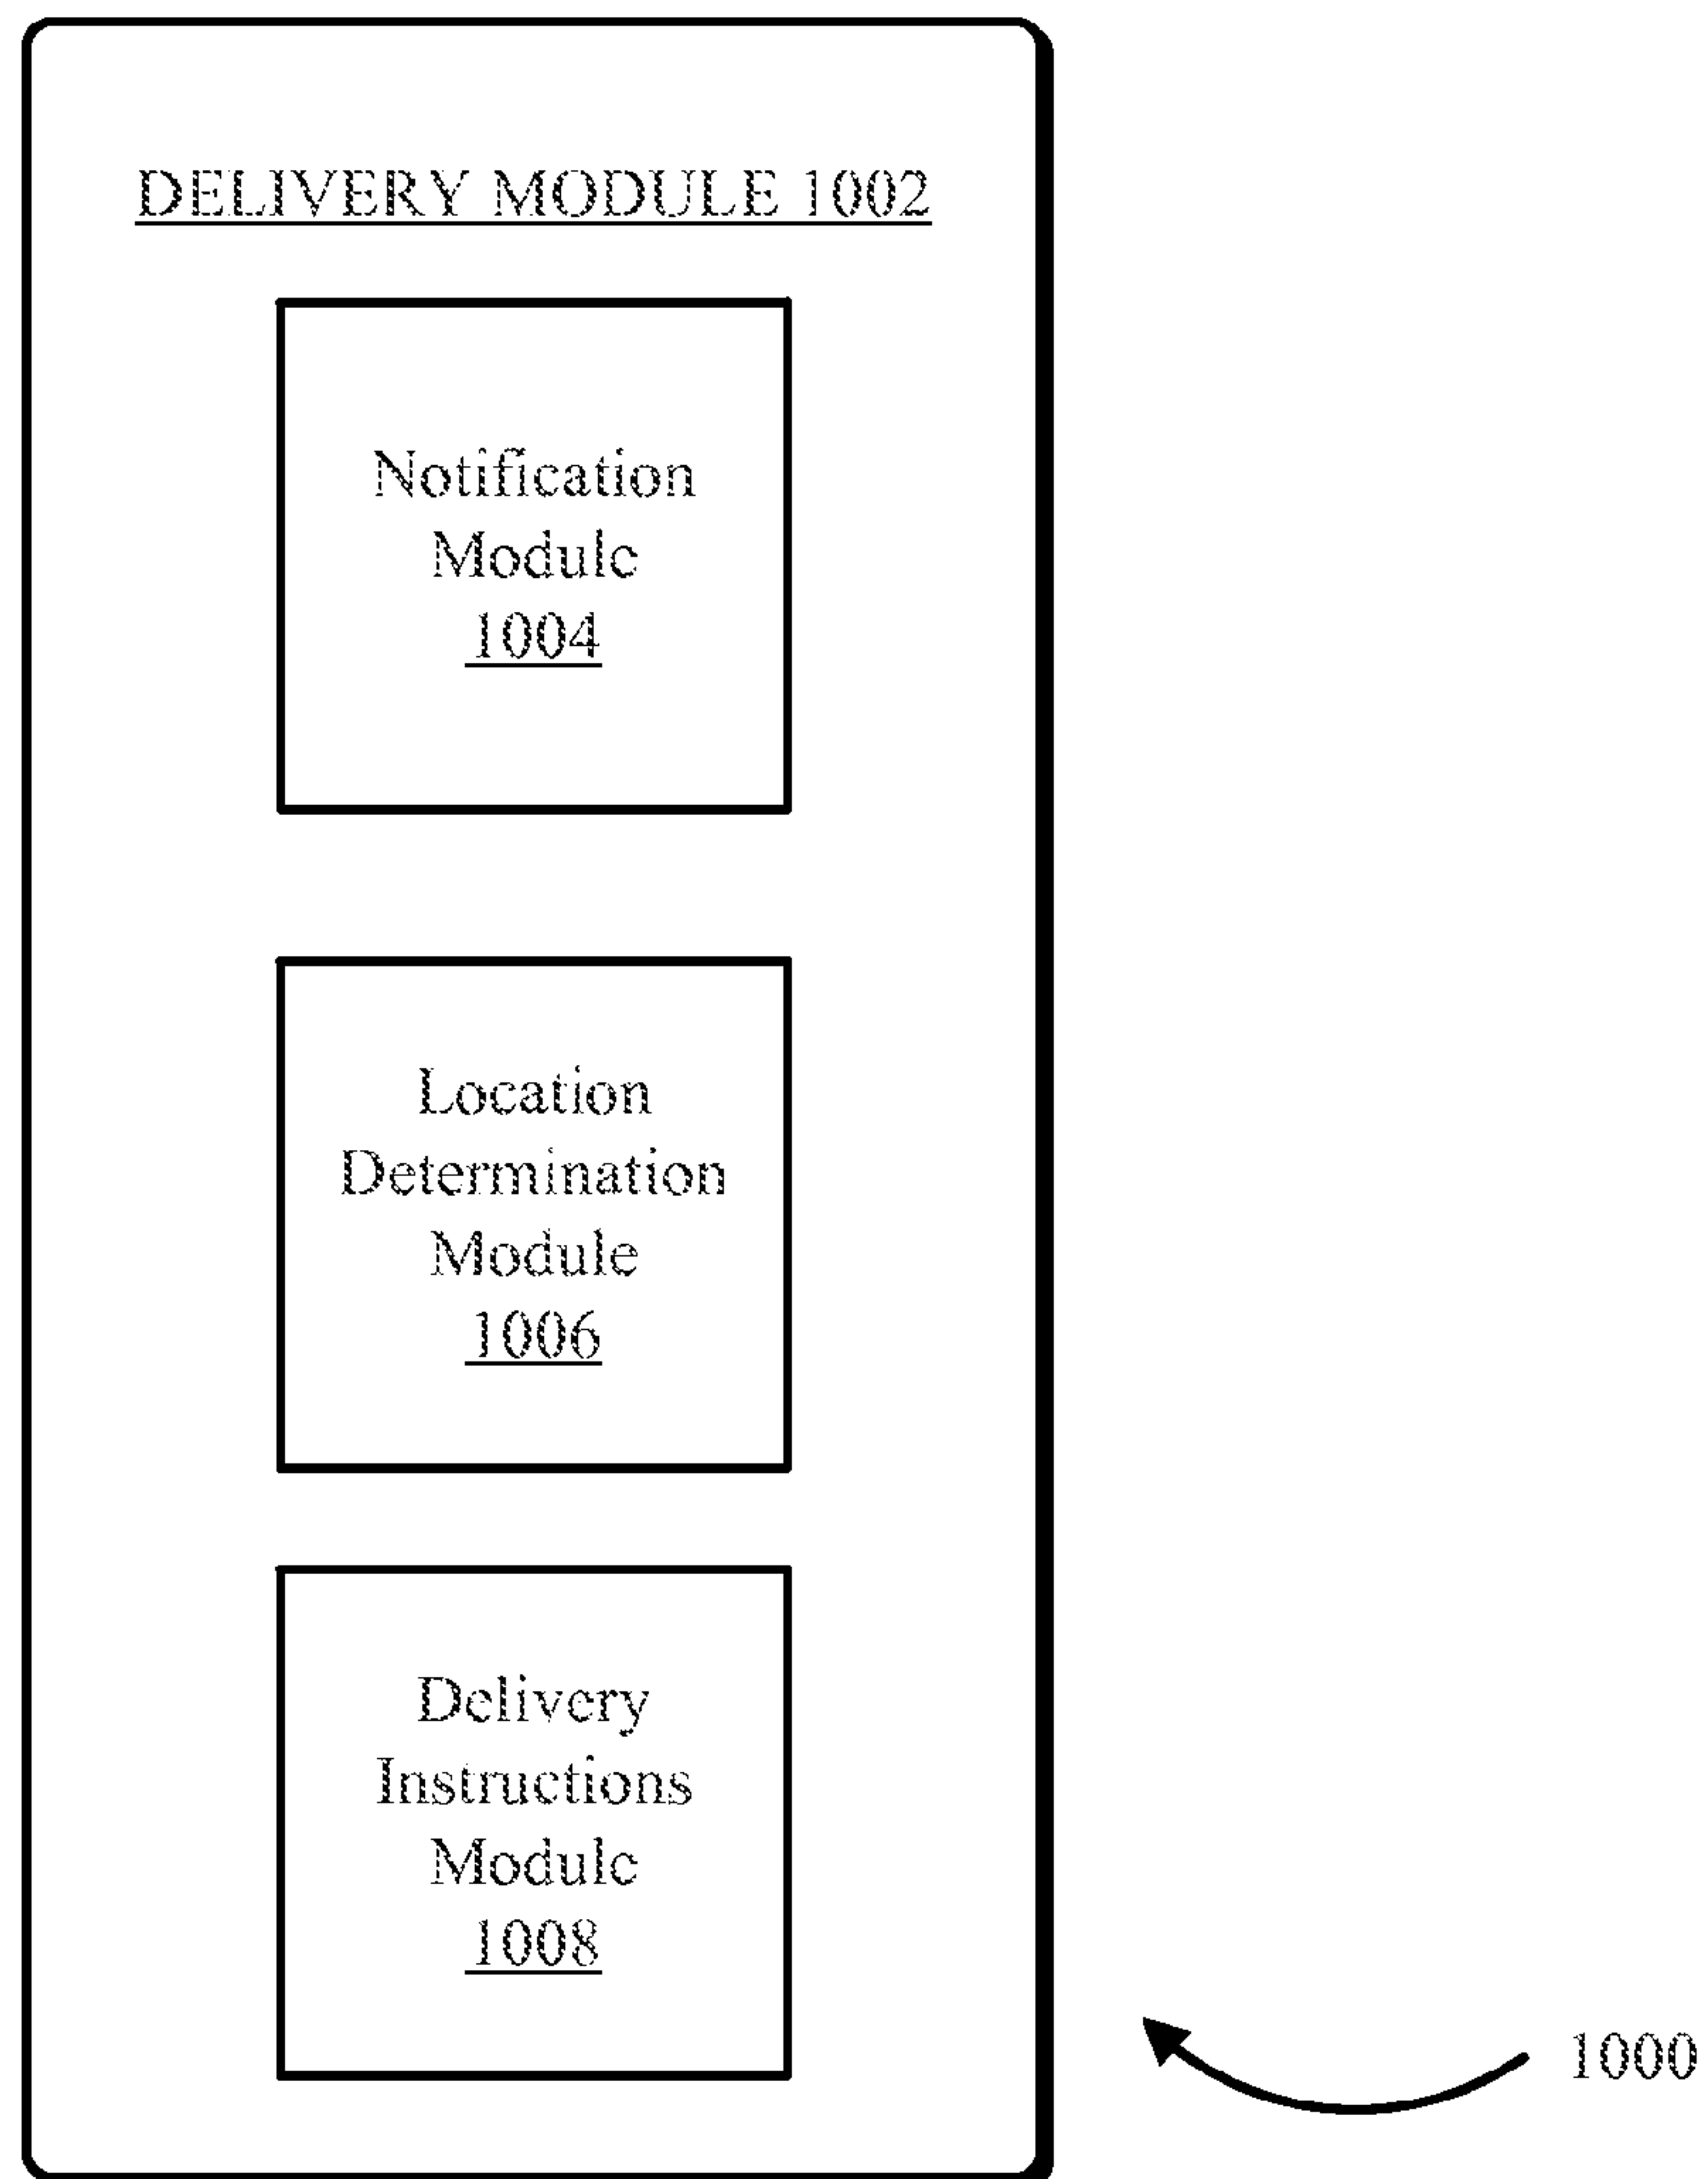 DELIVERY MODULE 1002
Notification
Module
1004
Location
Determination
Module
1006
Delivery
Instructions
Module
1008
1000